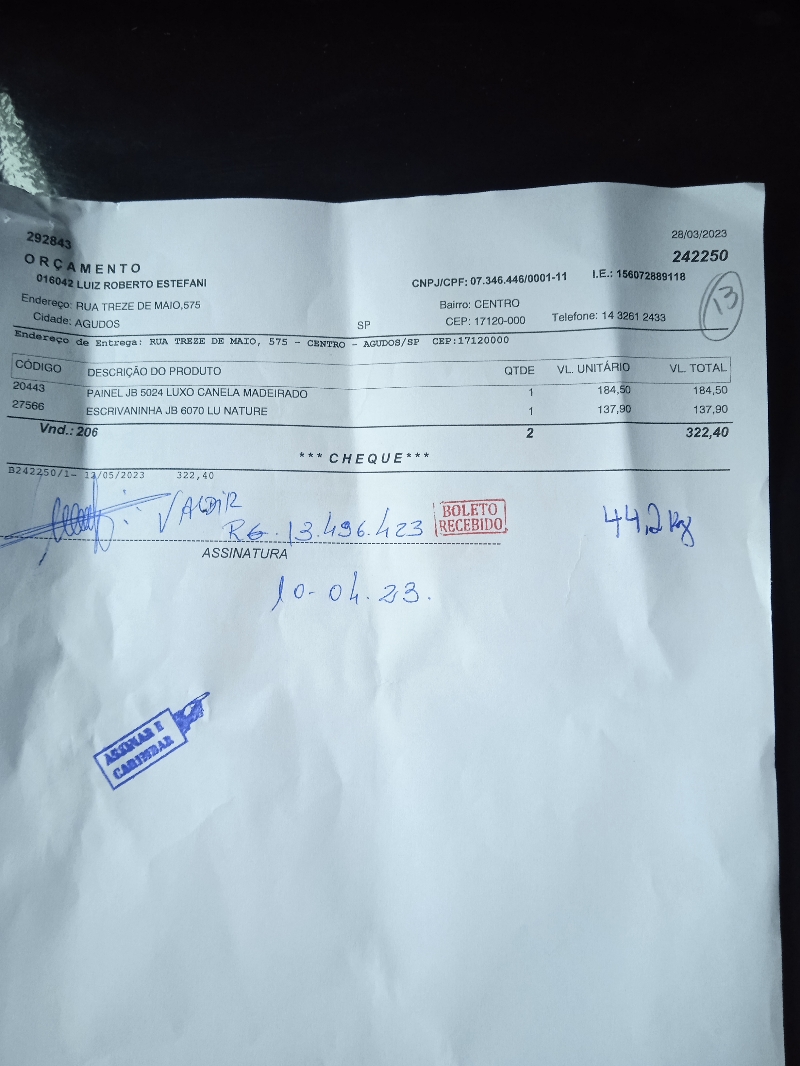 292843
28/03/2023
ORÇAMENTO
242250
016042 LUIZ ROBERTO ESTEFANI
CNPJ/CPF: 07.346.446/0001-11
I.E.: 156072889118
13
Endereço: RUA TREZE DE MAIO,575
Bairro: CENTRO
Cidade: AGUDOS
SP
CEP: 17120-000
Telefone: 14 3261 2433
Endereço de Entrega: RUA TREZE DE MAIO, 575 - CENTRO - AGUDOS/SP CEP:17120000
CÓDIGO DESCRIÇÃO DO PRODUTO QTDE VL. UNITÁRIO VL. TOTAL
20443 PAINEL JB 5024 LUXO CANELA MADEIRADO 1 184,50 184,50
27566 ESCRIVANINHA JB 6070 LU NATURE 1 137,90 137,90
Vnd.: 206 2 322,40
*** CHEQUE ***
B242250/1- 12/05/2023 322,40
VALDIR
RG. 13.496.423
BOLETO
RECEBIDO
44,2 kg
ASSINATURA
10-04.23.
ASSINAR E
CARIMBAR